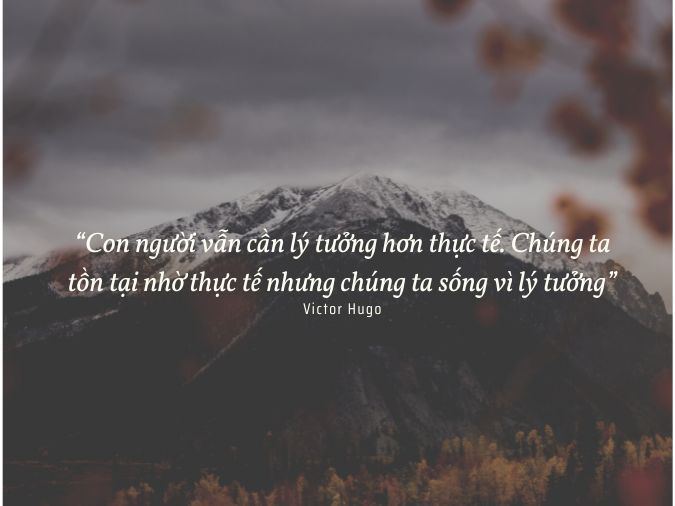 “Con người vẫn cần lý tưởng hơn thực tế. Chúng ta
tồn tại nhờ thực tế nhưng chúng ta sống vì lý tưởng”
Victor Hugo